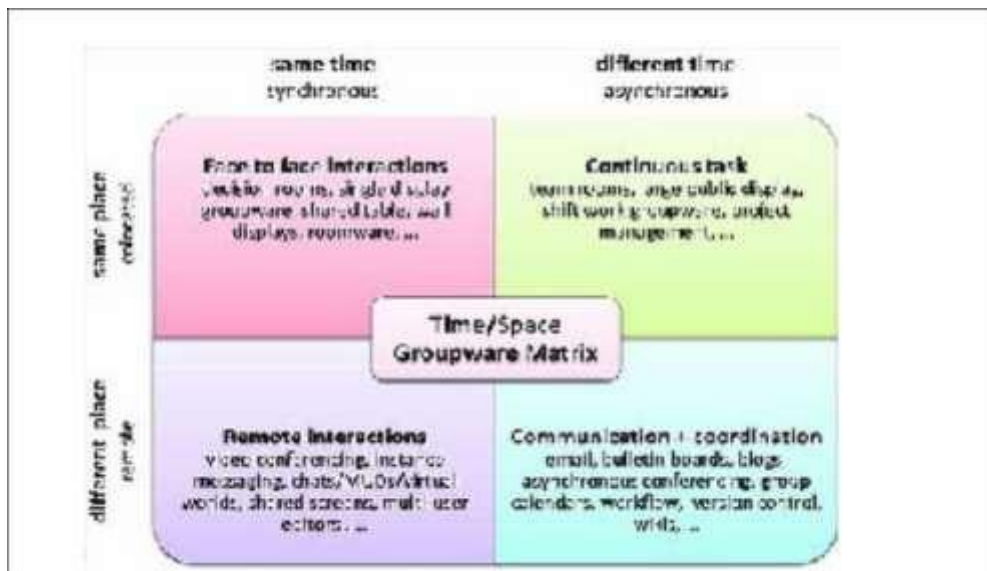 same time
synchronous
different time
asynchronous
same place
colocated
Face to face interactions
decision rooms, single display
groupware, shared table, wall
displays, roomware, ...
Continuous task
team rooms, large public display,
shift work groupware, project
management, ...
Time/Space
Groupware Matrix
different place
remote
Remote interactions
video conferencing, instance
messaging, chats/MUDs/virtual
worlds, shared screens, multi-user
editors, ...
Communication + coordination
email, bulletin boards, blogs,
asynchronous conferencing, group
calendars, workflow, version control,
wikis, ...